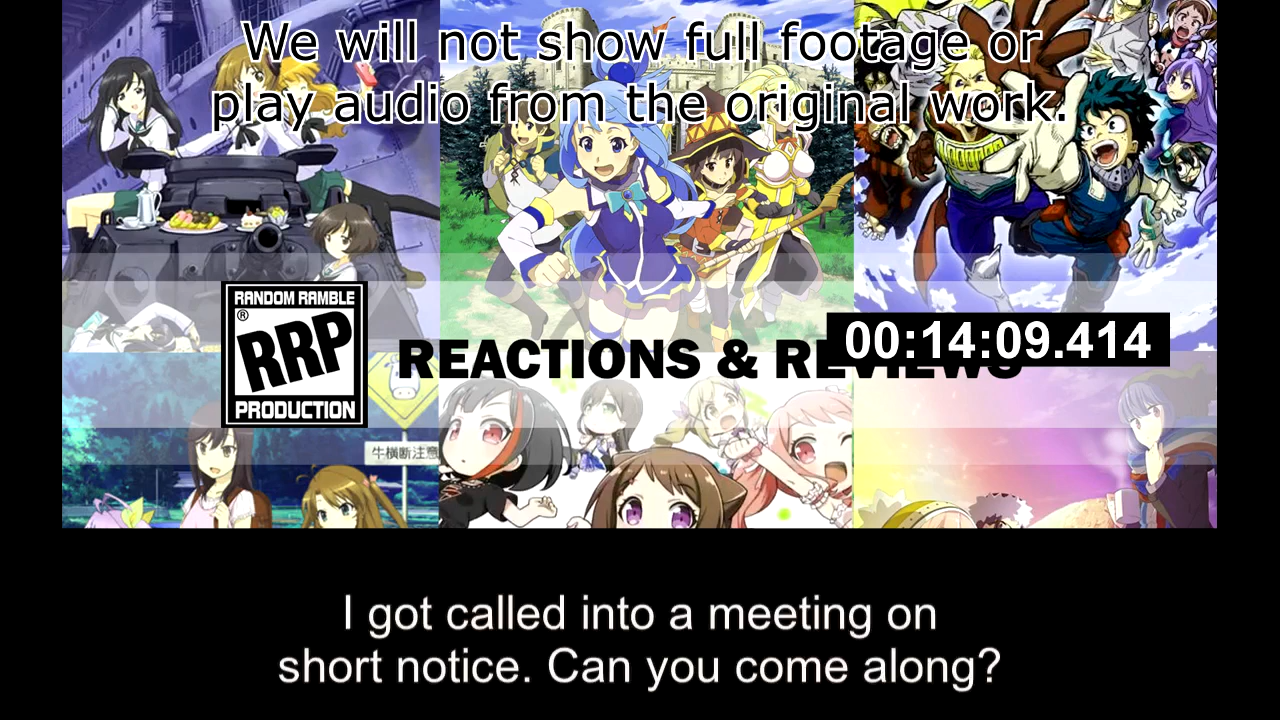 We will not show full footage or
play audio from the original work.
RANDOM RAMBLE
®
RRP
PRODUCTION
REACTIONS & REVIEWS
00:14:09.414
牛横断注意
I got called into a meeting on
short notice. Can you come along?